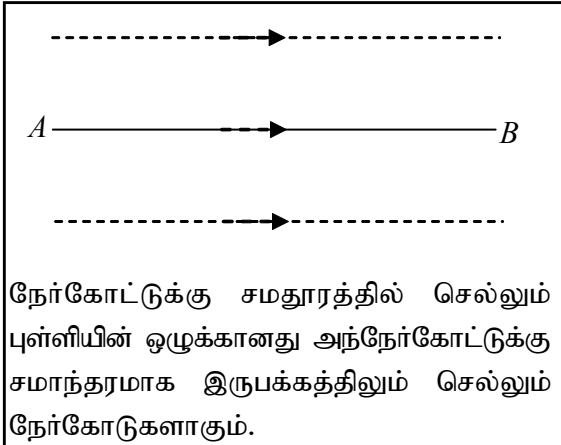 A B
நேர்கோட்டுக்கு சமதூரத்தில் செல்லும்
புள்ளியின் ஒழுக்கானது அந்நேர்கோட்டுக்கு
சமாந்தரமாக இருபக்கத்திலும் செல்லும்
நேர்கோடுகளாகும்.